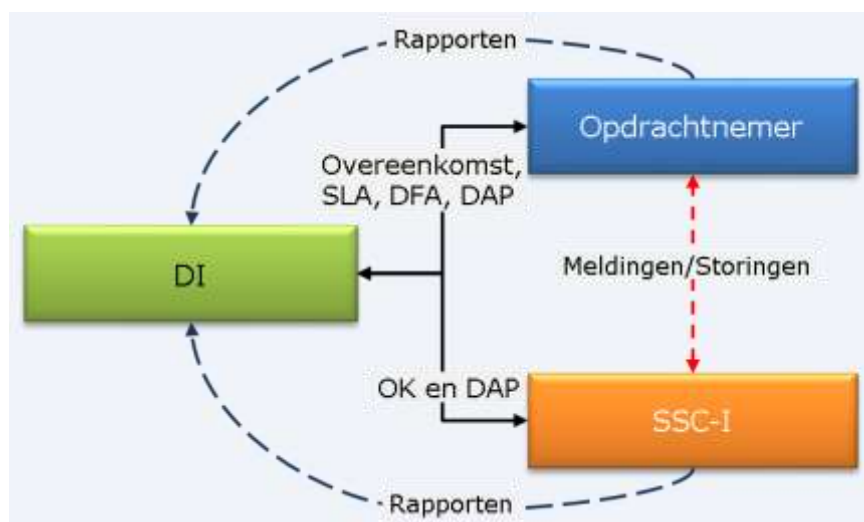 Rapporten
Opdrachtnemer
Overeenkomst,
SLA, DFA, DAP
DI
Meldingen/Storingen
OK en DAP
SSC-I
Rapporten